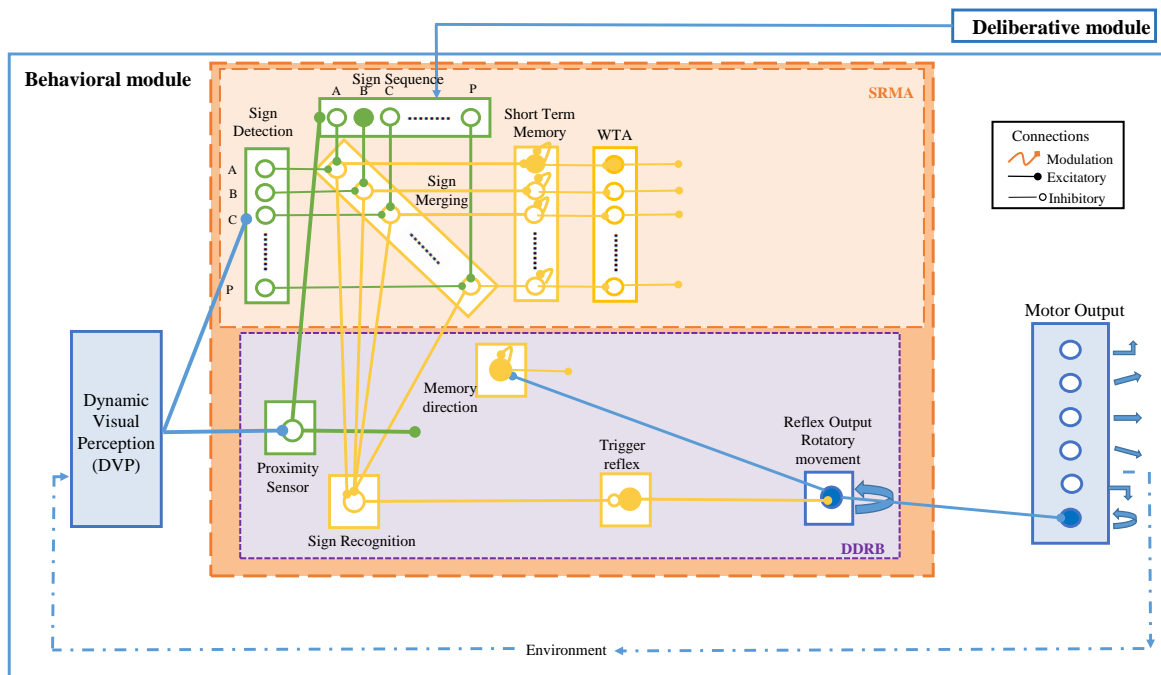 Deliberative module
Behavioral module
Sign Sequence
SRMA
A
B
C
P
Sign
Detection
Short Term
Memory
WTA
Connections
Modulation
Excitatory
Inhibitory
A
B
C
P
Sign
Merging
Motor Output
Dynamic
Visual
Perception
(DVP)
Memory
direction
Proximity
Sensor
Trigger
reflex
Reflex Output
Rotatory
movement
Sign Recognition
DDRB
Environment